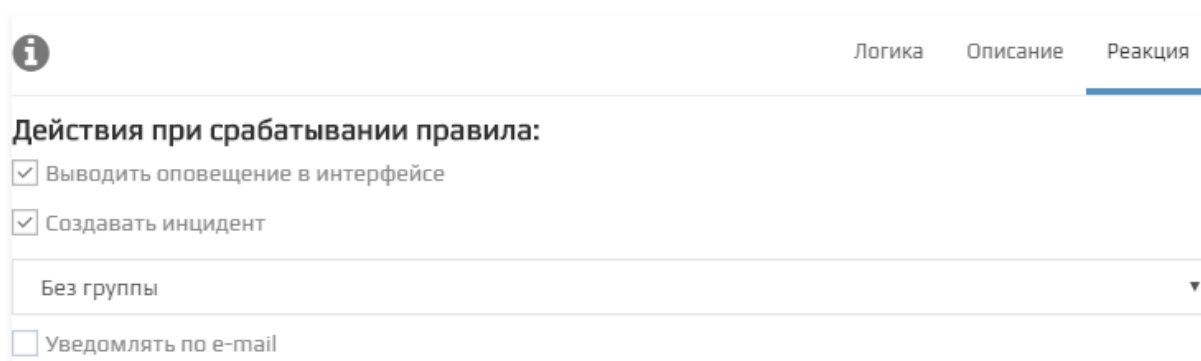 Логика Описание Реакция
Действия при срабатывании правила:
Выводить оповещение в интерфейсе
Создавать инцидент
Без группы
Уведомлять по e-mail